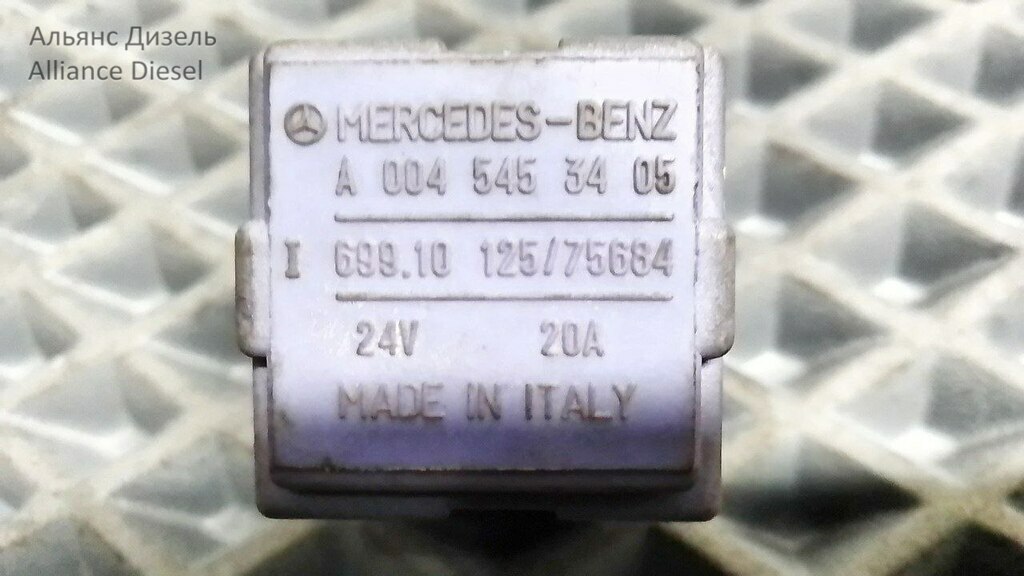 Альянс Дизель
Alliance Diesel
MERCEDES-BENZ
A 004 545 34 05
I 699.10 125/75684
24V 20A
MADE IN ITALY